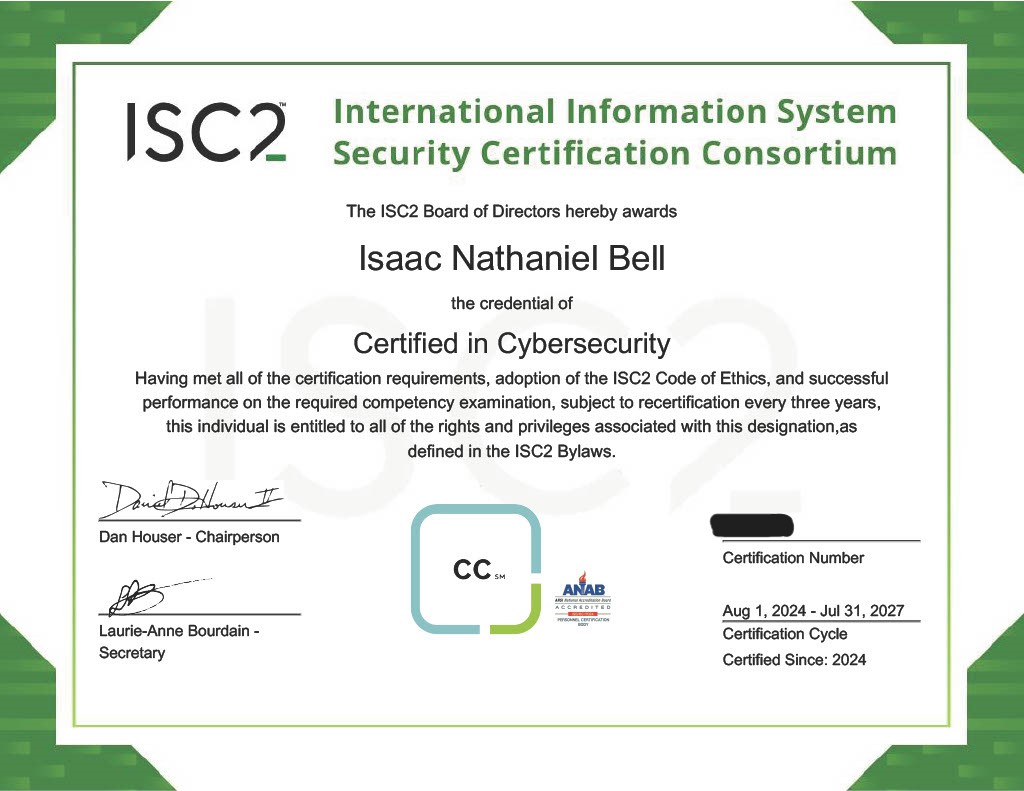 ISC2™
International Information System
Security Certification Consortium
The ISC2 Board of Directors hereby awards
Isaac Nathaniel Bell
the credential of
Certified in Cybersecurity
Having met all of the certification requirements, adoption of the ISC2 Code of Ethics, and successful
performance on the required competency examination, subject to recertification every three years,
this individual is entitled to all of the rights and privileges associated with this designation,as
defined in the ISC2 Bylaws.
David D. Houser II
Dan Houser - Chairperson
Laurie-Anne Bourdain -
Secretary
CC SM
ANAB
ANSI National Accreditation Board
ACCREDITED
PERSONNEL CERTIFICATION
BODY
Certification Number
Aug 1, 2024 - Jul 31, 2027
Certification Cycle
Certified Since: 2024